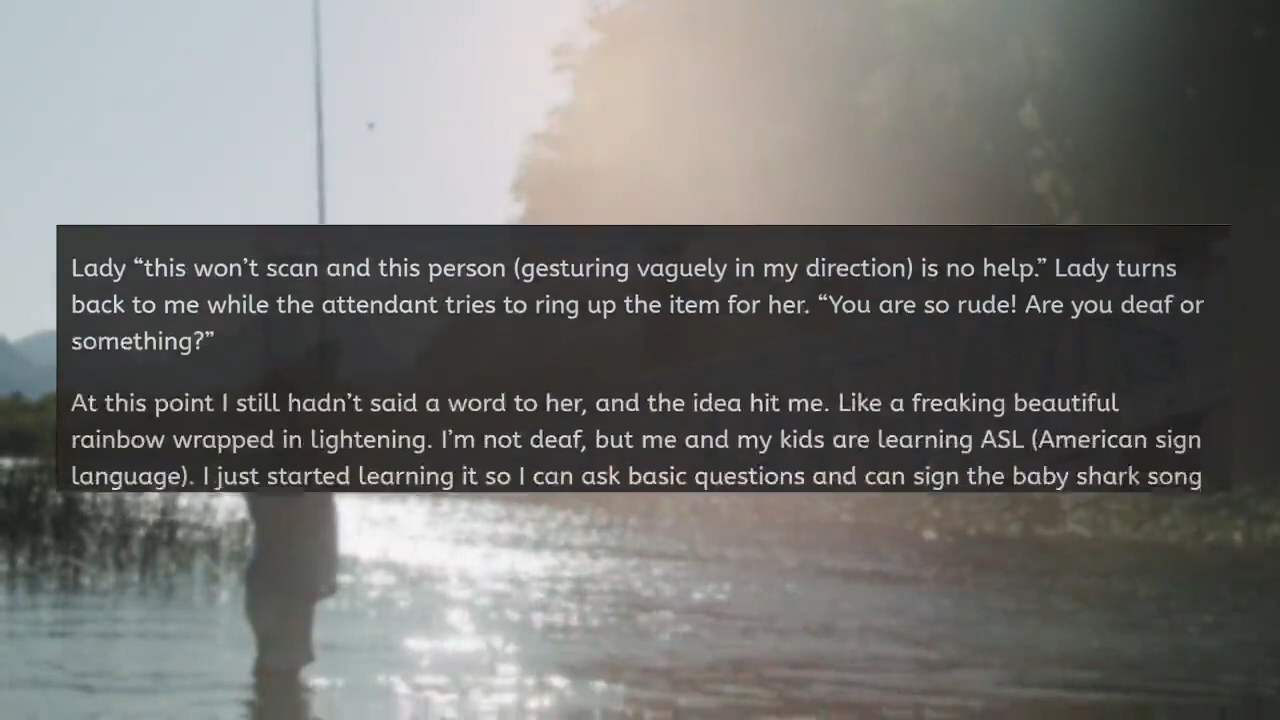 Lady “this won’t scan and this person (gesturing vaguely in my direction) is no help.” Lady turns
back to me while the attendant tries to ring up the item for her. “You are so rude! Are you deaf or
something?”
At this point I still hadn’t said a word to her, and the idea hit me. Like a freaking beautiful
rainbow wrapped in lightening. I’m not deaf, but me and my kids are learning ASL (American sign
language). I just started learning it so I can ask basic questions and can sign the baby shark song